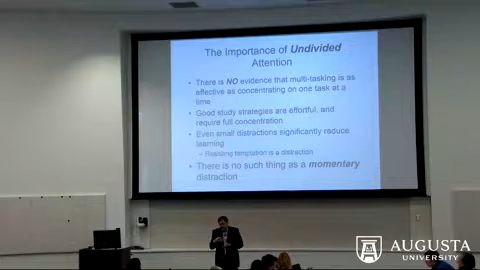 The Importance of Undivided
Attention
• There is NO evidence that multi-tasking is as
effective as concentrating on one task at a
time
• Good study strategies are effortful, and
require full concentration
• Even small distractions significantly reduce
learning
– Resisting temptation is a distraction
• There is no such thing as a momentary
distraction
AUGUSTA
UNIVERSITY